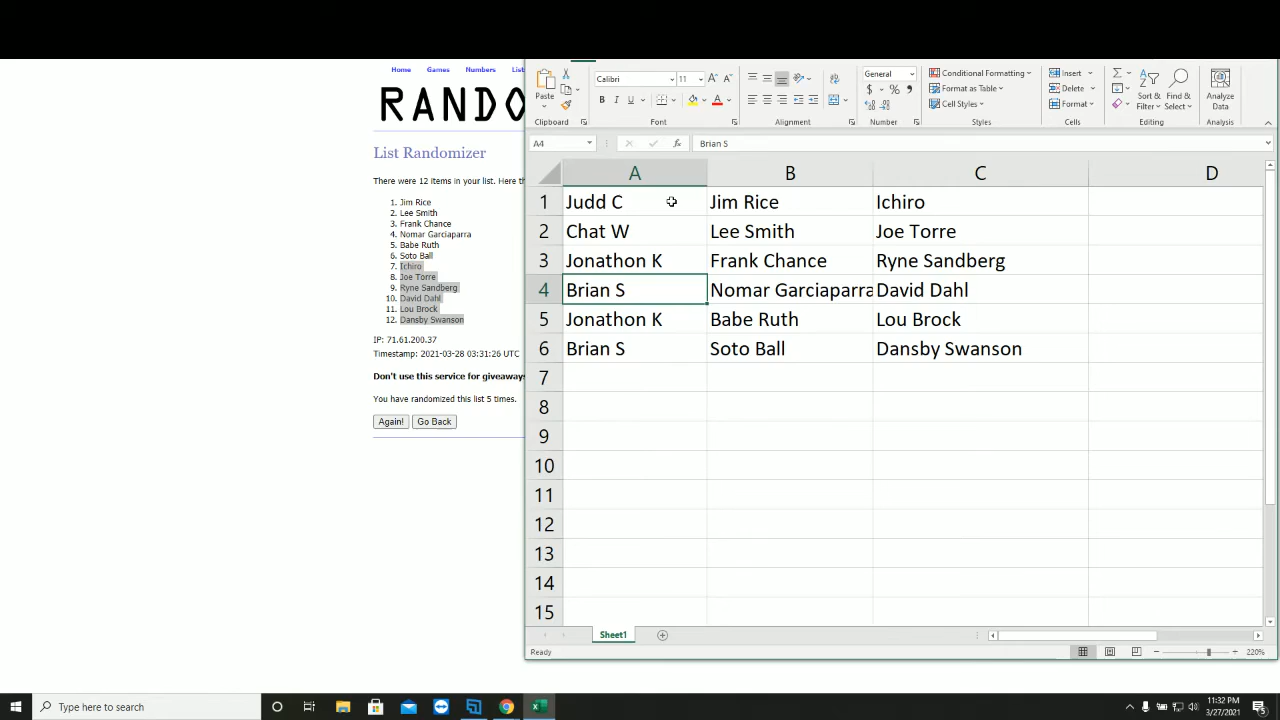 Home Games Numbers List
RANDO
List Randomizer
There were 12 items in your list. Here th
1. Jim Rice
2. Lee Smith
3. Frank Chance
4. Nomar Garciaparra
5. Babe Ruth
6. Soto Ball
7. Ichiro
8. Joe Torre
9. Ryne Sandberg
10. David Dahl
11. Lou Brock
12. Dansby Swanson
IP: 71.61.200.37
Timestamp: 2021-03-28 03:31:26 UTC
Don't use this service for giveaways
You have randomized this list 5 times.
Again! Go Back
Paste
Clipboard
Calibri 11
B I U
Font
Alignment
General
$ % 9
Number
Conditional Formatting
Format as Table
Cell Styles
Styles
Insert
Delete
Format
Cells
Sort & Filter
Find & Select
Editing
Analyze Data
Analysis
A4 fx Brian S
A B C D
1 Judd C Jim Rice Ichiro
2 Chat W Lee Smith Joe Torre
3 Jonathon K Frank Chance Ryne Sandberg
4 Brian S Nomar Garciaparra David Dahl
5 Jonathon K Babe Ruth Lou Brock
6 Brian S Soto Ball Dansby Swanson
7
8
9
10
11
12
13
14
15
Sheet1
Ready 220%
Type here to search
11:32 PM
3/27/2021